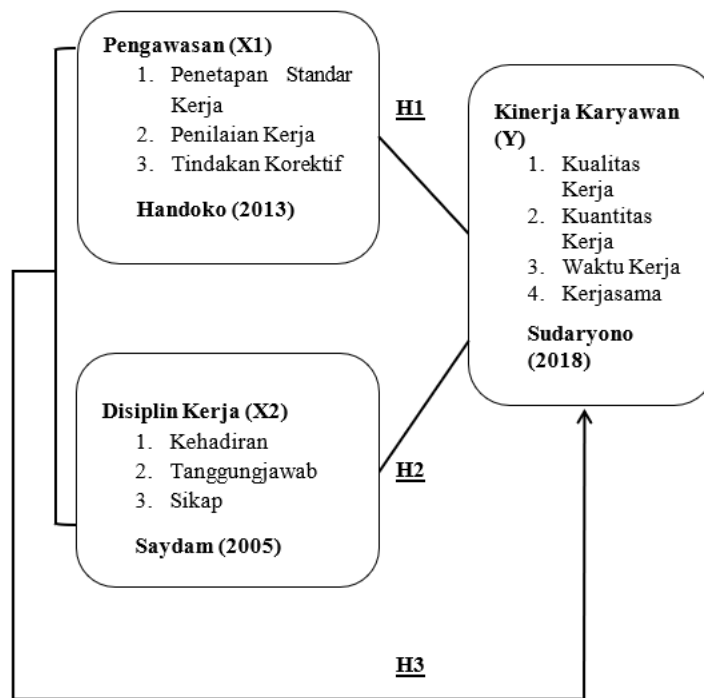 Pengawasan (X1)
1. Penetapan Standar
Kerja
2. Penilaian Kerja
3. Tindakan Korektif
Handoko (2013)
H1
Kinerja Karyawan
(Y)
1. Kualitas
Kerja
2. Kuantitas
Kerja
3. Waktu Kerja
4. Kerjasama
Sudaryono
(2018)
Disiplin Kerja (X2)
1. Kehadiran
2. Tanggungjawab
3. Sikap
Saydam (2005)
H2
H3